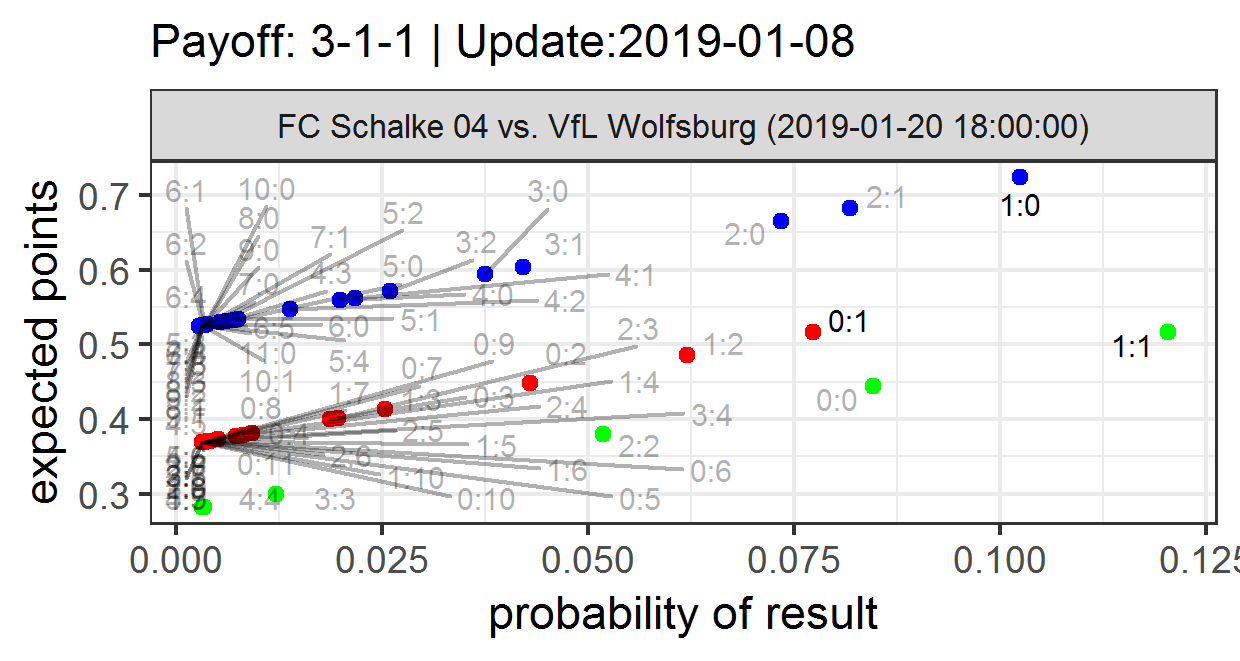 Payoff: 3-1-1 | Update:2019-01-08
FC Schalke 04 vs. VfL Wolfsburg (2019-01-20 18:00:00)
expected points
0.7
0.6
0.5
0.4
0.3
6:1 10:0 3:0 2:1
8:0 5:2 1:0
6:2 9:0 7:1 3:2 3:1 2:0
7:0 4:3 5:0 4:1
6:4 4:0 4:2
6:5 6:0 5:1 2:3 0:1
11:0 5:4 0:9 0:2 1:2 1:1
10:1 0:7 1:4
0:8 1:7 1:3 0:3 2:4 3:4 0:0
0:4 2:5 1:5 2:2
0:11 2:6 1:10 1:6 0:6
4:4 3:3 0:10 0:5
0.000 0.025 0.050 0.075 0.100
probability of result